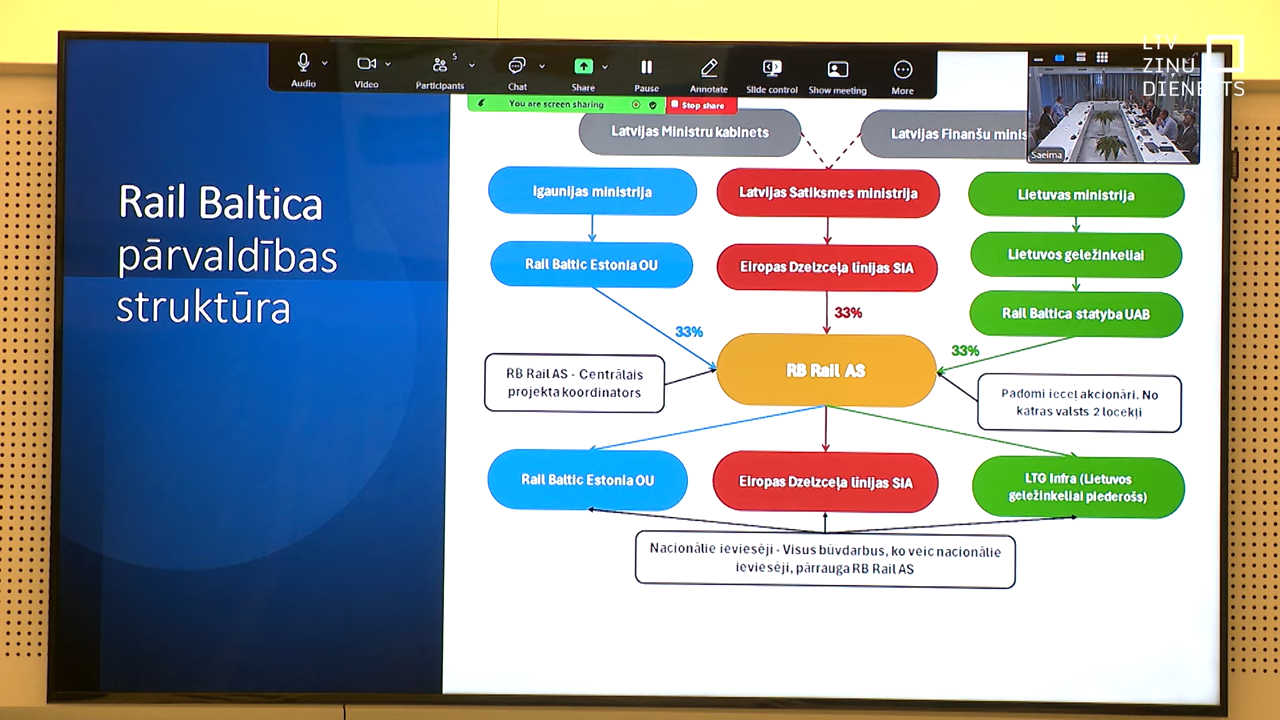 LTV
ZIŅU
DIENESTS
Audio
Video
5
Participants
Chat
Share
Pause
Annotate
Slide control
Show meeting
More
You are screen sharing
Stop share
Saeima
Rail Baltica
pārvaldības
struktūra
Latvijas Ministru kabinets
Latvijas Finanšu minis
Igaunijas ministrija
Latvijas Satiksmes ministrija
Lietuvas ministrija
Rail Baltic Estonia OU
Eiropas Dzelzceļa līnijas SIA
Lietuvos geležinkeliai
Rail Baltica statyba UAB
33%
33%
33%
RB Rail AS
RB Rail AS - Centrālais
projekta koordinators
Padomi ieceļ akcionāri. No
katras valsts 2 locekļi
Rail Baltic Estonia OU
Eiropas Dzelzceļa līnijas SIA
LTG Infra (Lietuvos
geležinkeliai piederošs)
Nacionālie ieviesēji - Visus būvdarbus, ko veic nacionālie
ieviesēji, pārrauga RB Rail AS